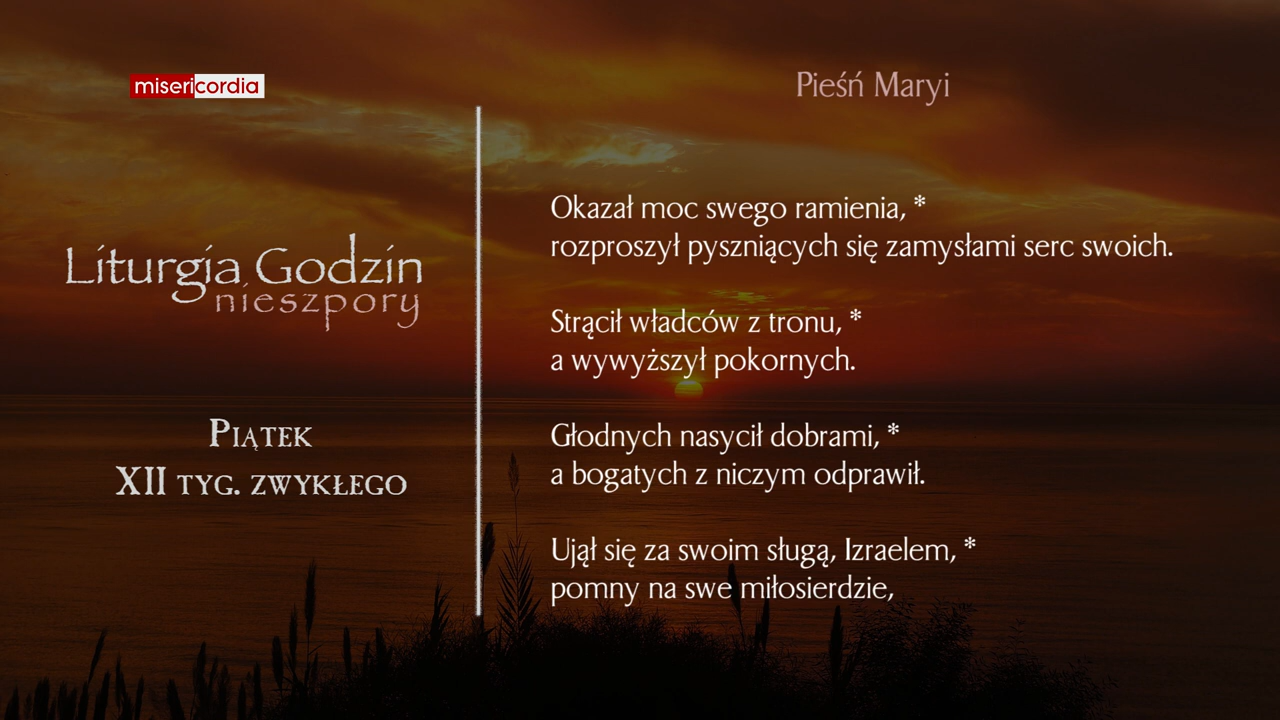 misericordia
Liturgia Godzin
nieszpory
Piątek
XII tyg. zwykłego
Pieśń Maryi
Okazał moc swego ramienia, *
rozproszył pyszniących się zamysłami serc swoich.
Strącił władców z tronu, *
a wywyższył pokornych.
Głodnych nasycił dobrami, *
a bogatych z niczym odprawił.
Ujął się za swoim sługą, Izraelem, *
pomny na swe miłosierdzie,